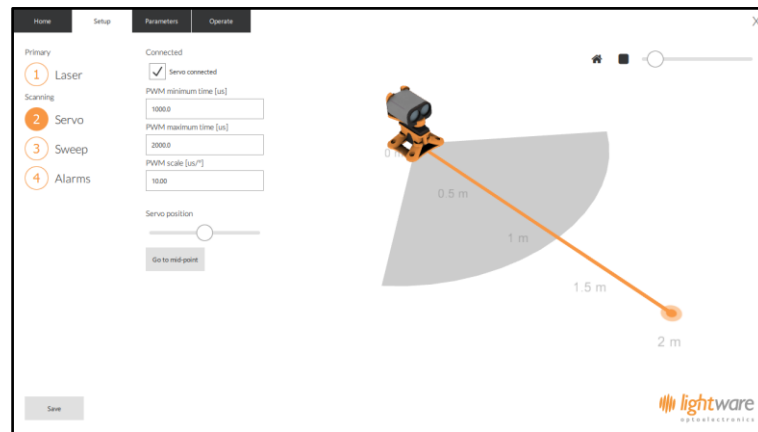 Home
Setup
Parameters
Operate
X
Primary
1 Laser
Scanning
2 Servo
3 Sweep
4 Alarms
Connected
Servo connected
PWM minimum time [us]
1000.0
PWM maximum time [us]
2000.0
PWM scale [us/°]
10.00
Servo position
Go to mid-point
Save
0 m
0.5 m
1 m
1.5 m
2 m
lightware
optoelectronics